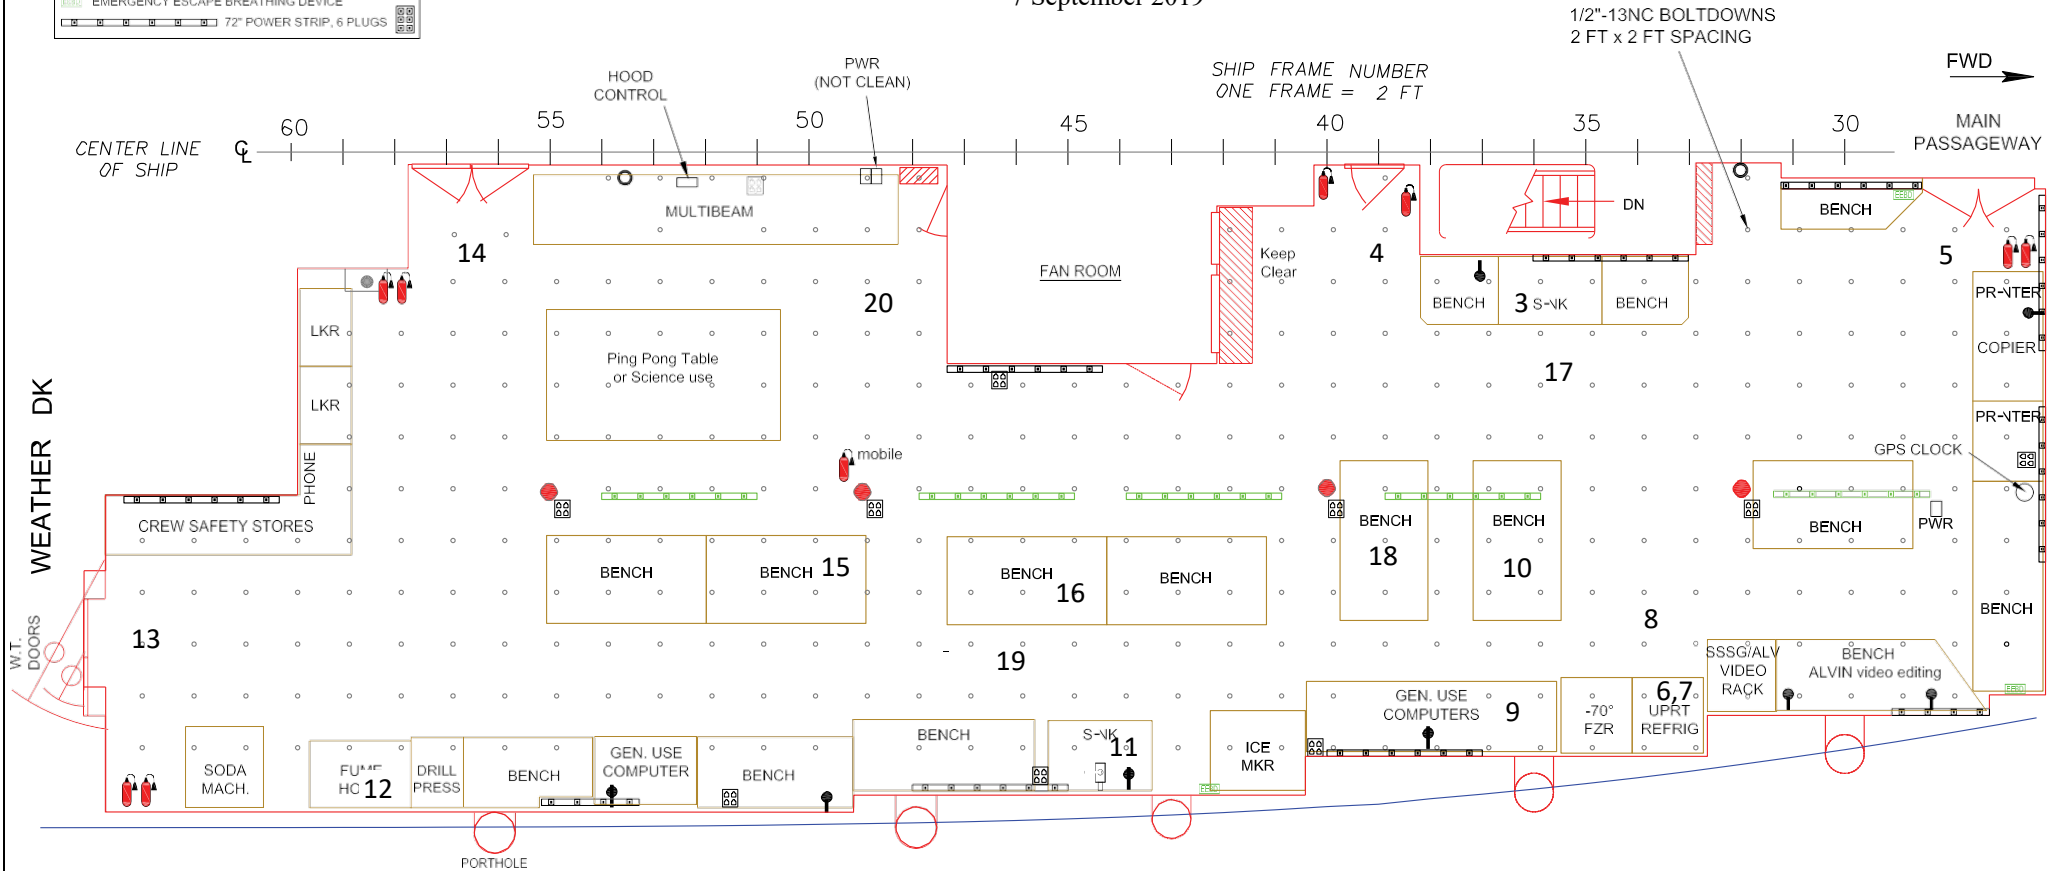 EMERGENCY ESCAPE BREATHING DEVICE
72" POWER STRIP, 6 PLUGS
7 September 2019
1/2"-13NC BOLTDOWNS
2 FT x 2 FT SPACING
FWD
SHIP FRAME NUMBER
ONE FRAME = 2 FT
HOOD
CONTROL
PWR
(NOT CLEAN)
CENTER LINE
OF SHIP
60
55
50
45
40
35
30
MAIN
PASSAGEWAY
MULTIBEAM
14
20
FAN ROOM
Keep
Clear
4
DN
BENCH
5
BENCH
3
S-NK
BENCH
PR-NTER
COPIER
PR-NTER
GPS CLOCK
LKR
LKR
PHONE
Ping Pong Table
or Science use
17
mobile
WEATHER DK
CREW SAFETY STORES
BENCH
BENCH
15
BENCH
16
BENCH
BENCH
18
BENCH
10
BENCH
PWR
BENCH
8
13
W.T.
DOORS
19
SSSG/ALV
VIDEO
RACK
BENCH
ALVIN video editing
SODA
MACH.
12
DRILL
PRESS
BENCH
GEN. USE
COMPUTER
BENCH
BENCH
S-NK
11
ICE
MKR
GEN. USE
COMPUTERS
9
-70°
FZR
6,7
UPRT
REFRIG
PORTHOLE